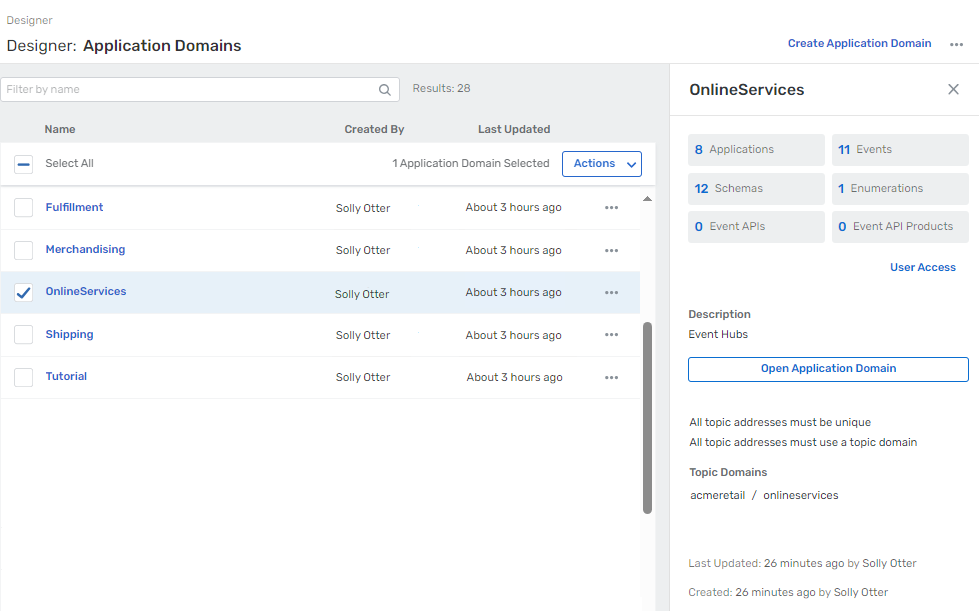 Designer
Designer: Application Domains
Create Application Domain
Filter by name
Results: 28
Name Created By Last Updated
Select All 1 Application Domain Selected Actions
Fulfillment Solly Otter About 3 hours ago
Merchandising Solly Otter About 3 hours ago
OnlineServices Solly Otter About 3 hours ago
Shipping Solly Otter About 3 hours ago
Tutorial Solly Otter About 3 hours ago
OnlineServices
8 Applications 11 Events
12 Schemas 1 Enumerations
0 Event APIs 0 Event API Products
User Access
Description
Event Hubs
Open Application Domain
All topic addresses must be unique
All topic addresses must use a topic domain
Topic Domains
acmeretail / onlineservices
Last Updated: 26 minutes ago by Solly Otter
Created: 26 minutes ago by Solly Otter